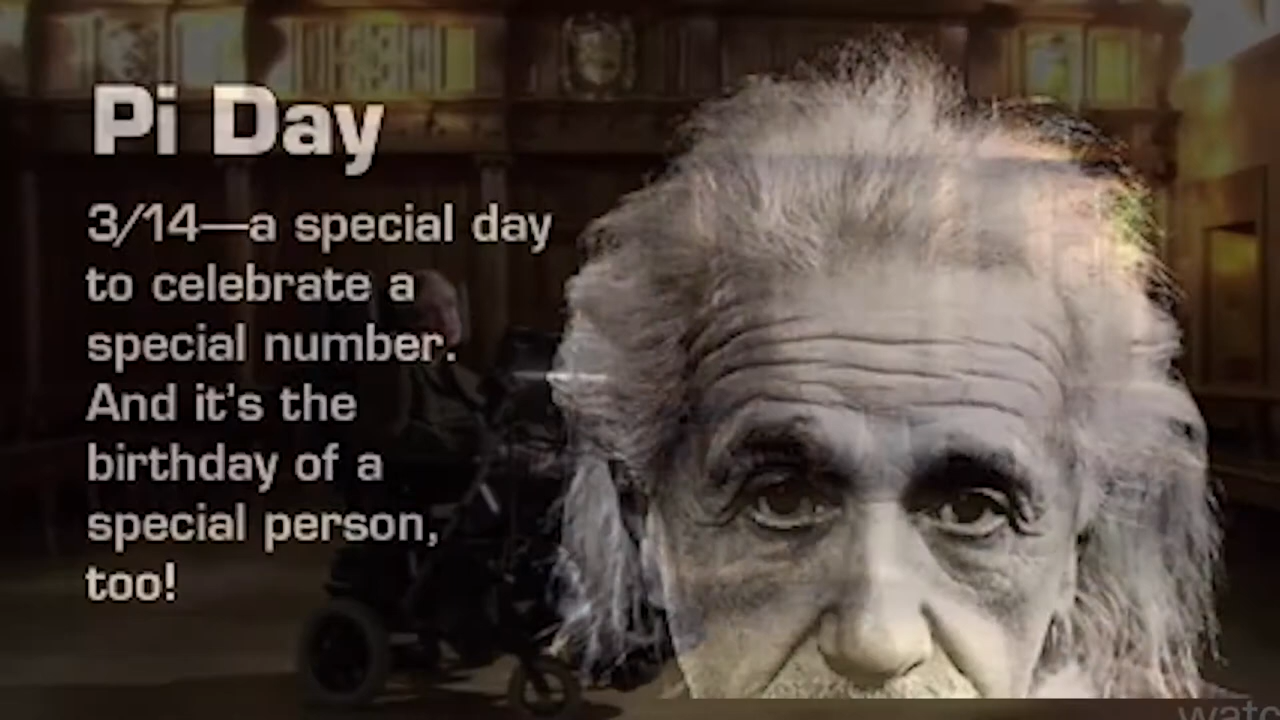 Pi Day
3/14—a special day
to celebrate a
special number.
And it's the
birthday of a
special person,
too!